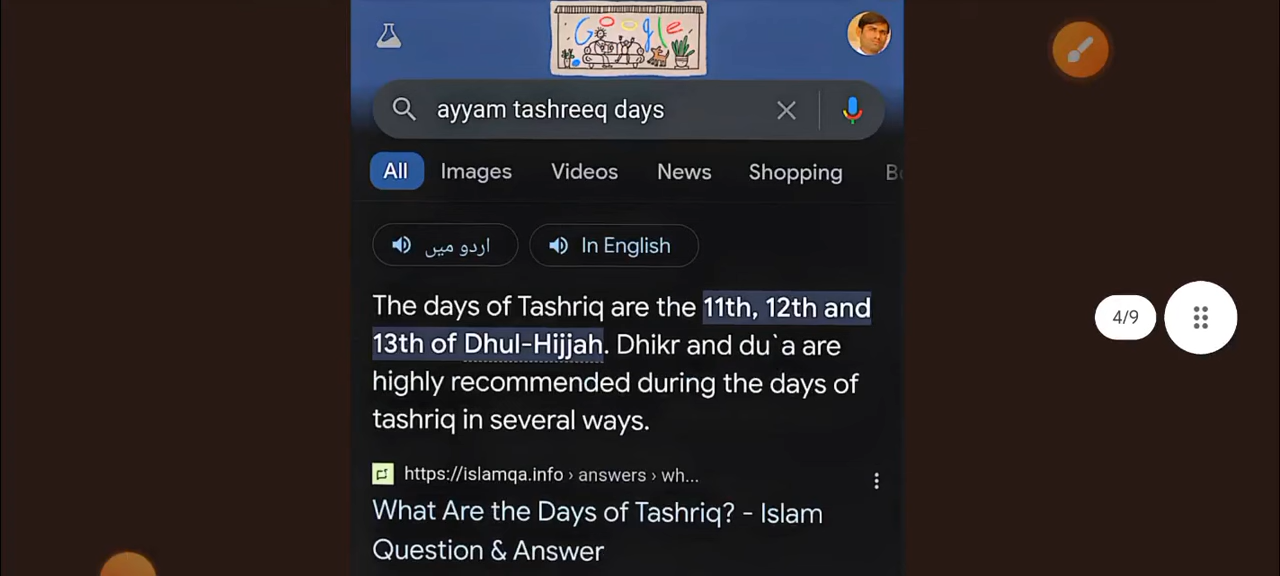 Google
ayyam tashreeq days
All Images Videos News Shopping
اردو میں In English
The days of Tashriq are the 11th, 12th and
13th of Dhul-Hijjah. Dhikr and du`a are
highly recommended during the days of
tashriq in several ways.
4/9
https://islamqa.info › answers › wh...
What Are the Days of Tashriq? - Islam
Question & Answer